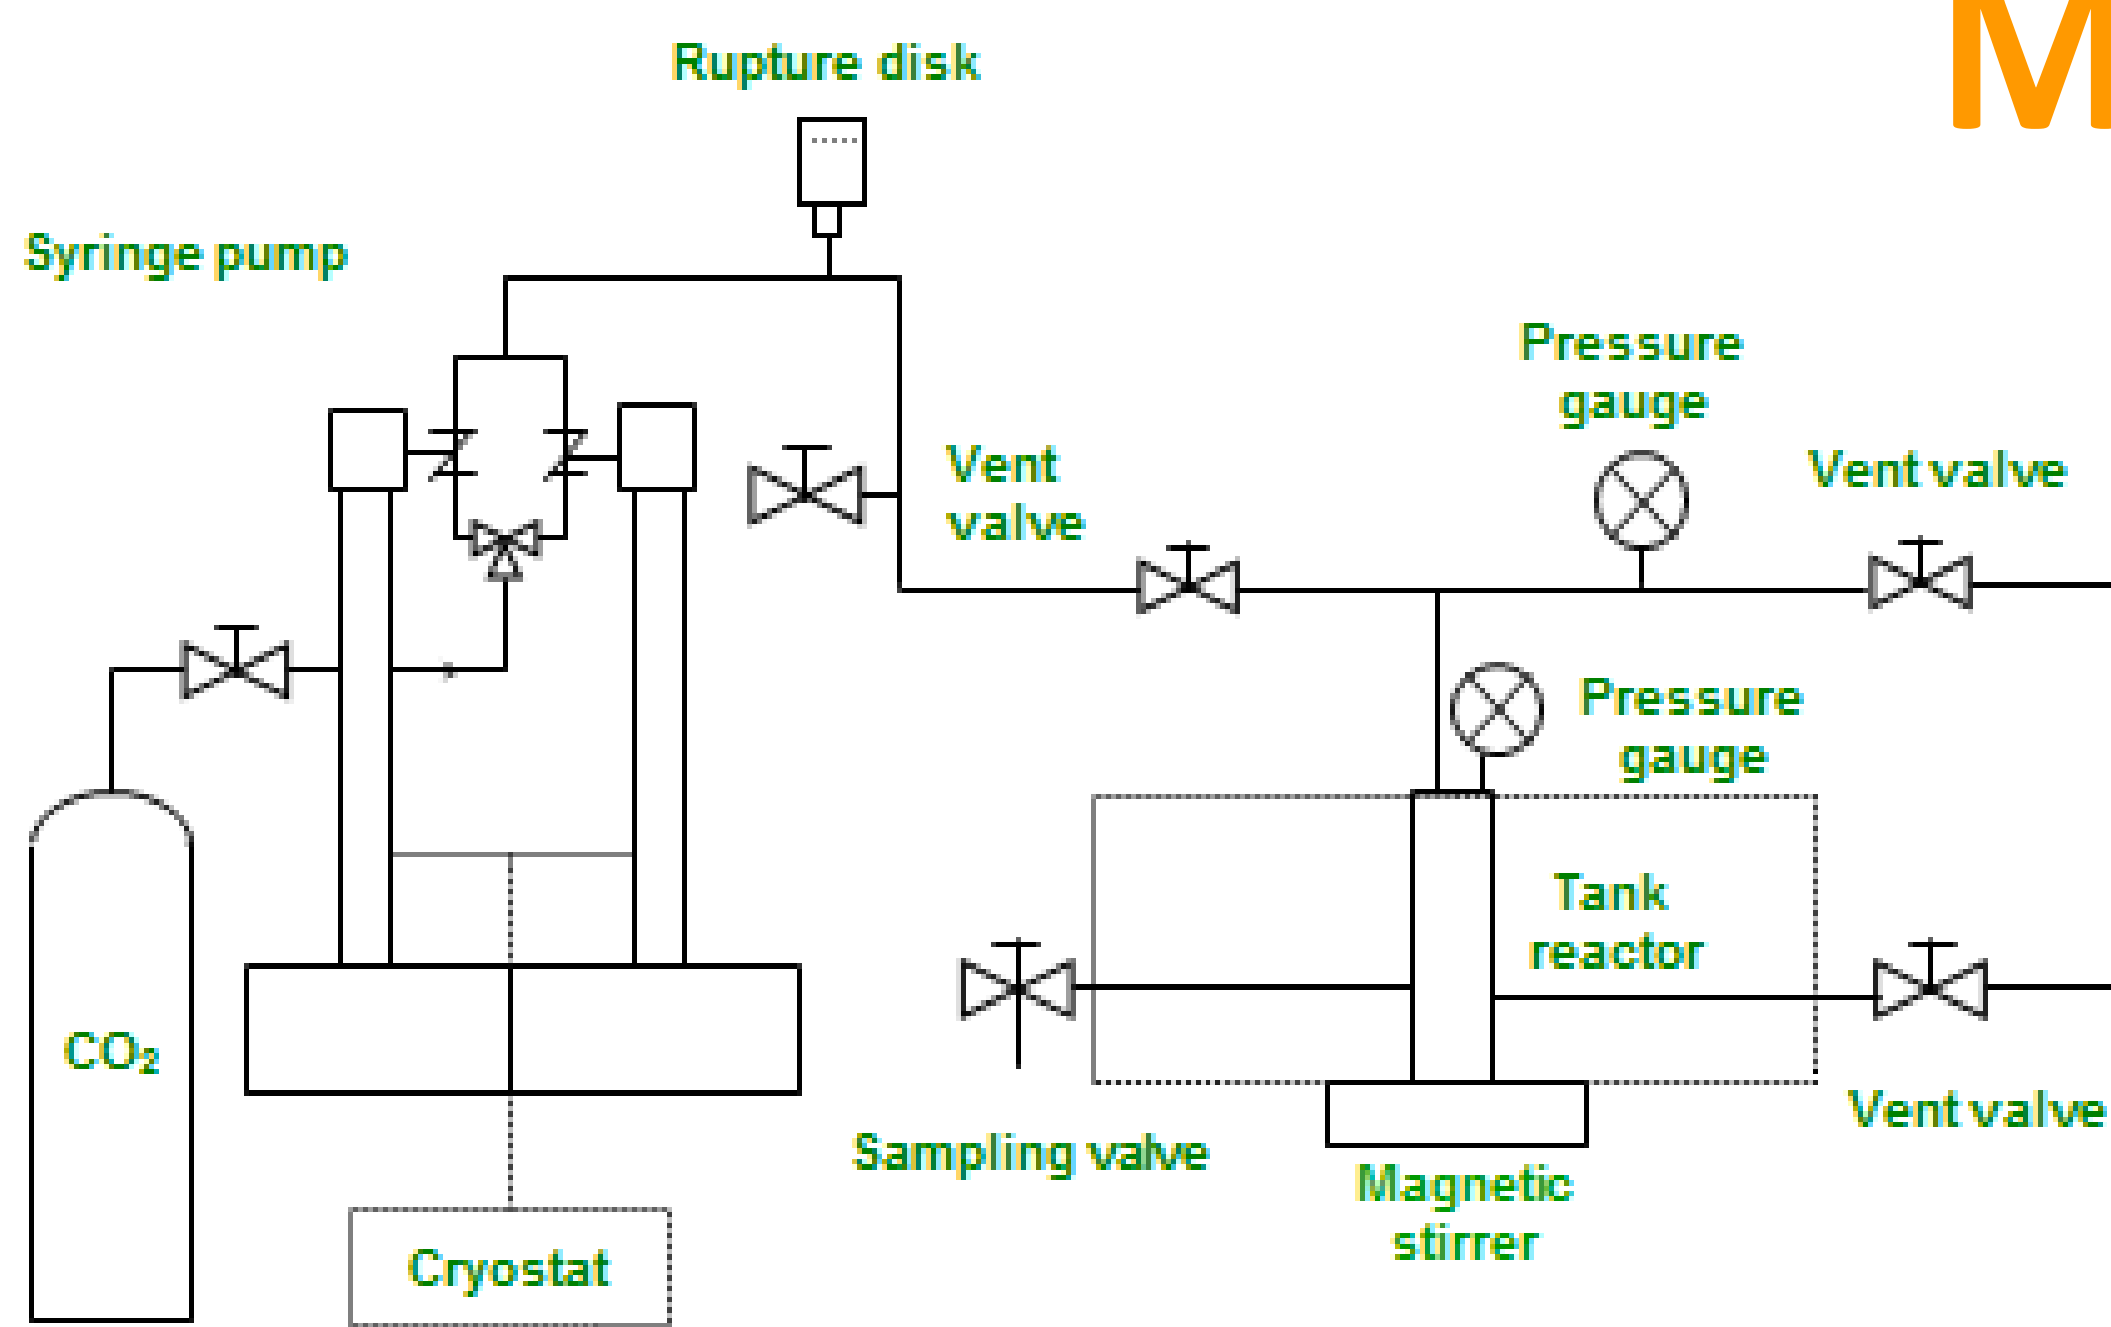 M
Rupture disk
Syringe pump
Pressure
gauge
Vent
valve
Vent valve
Pressure
gauge
Tank
reactor
CO₂
Vent valve
Sampling valve
Magnetic
stirrer
Cryostat